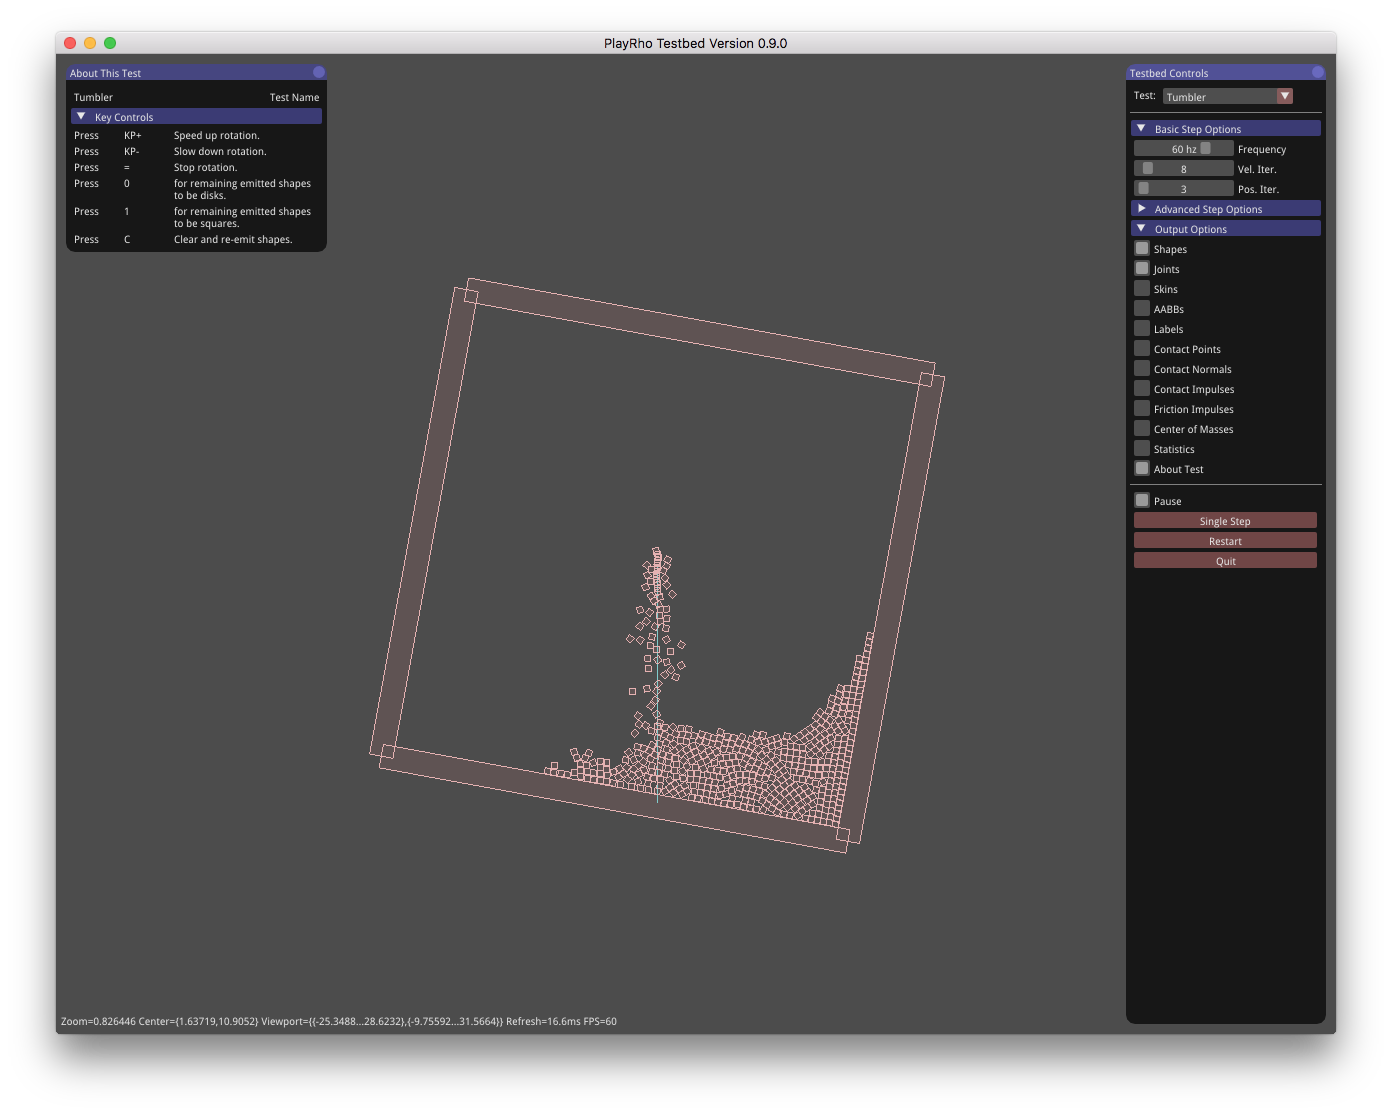 PlayRho Testbed Version 0.9.0
About This Test
Tumbler Test Name
Key Controls
Press KP+ Speed up rotation.
Press KP- Slow down rotation.
Press = Stop rotation.
Press 0 for remaining emitted shapes
to be disks.
Press 1 for remaining emitted shapes
to be squares.
Press C Clear and re-emit shapes.
Testbed Controls
Test: Tumbler
Basic Step Options
60 hz Frequency
8 Vel. Iter.
3 Pos. Iter.
Advanced Step Options
Output Options
Shapes
Joints
Skins
AABBs
Labels
Contact Points
Contact Normals
Contact Impulses
Friction Impulses
Center of Masses
Statistics
About Test
Pause
Single Step
Restart
Quit
Zoom=0.826446 Center={1.63719,10.9052} Viewport={{-25.3488...28.6232},{-9.75592...31.5664}} Refresh=16.6ms FPS=60